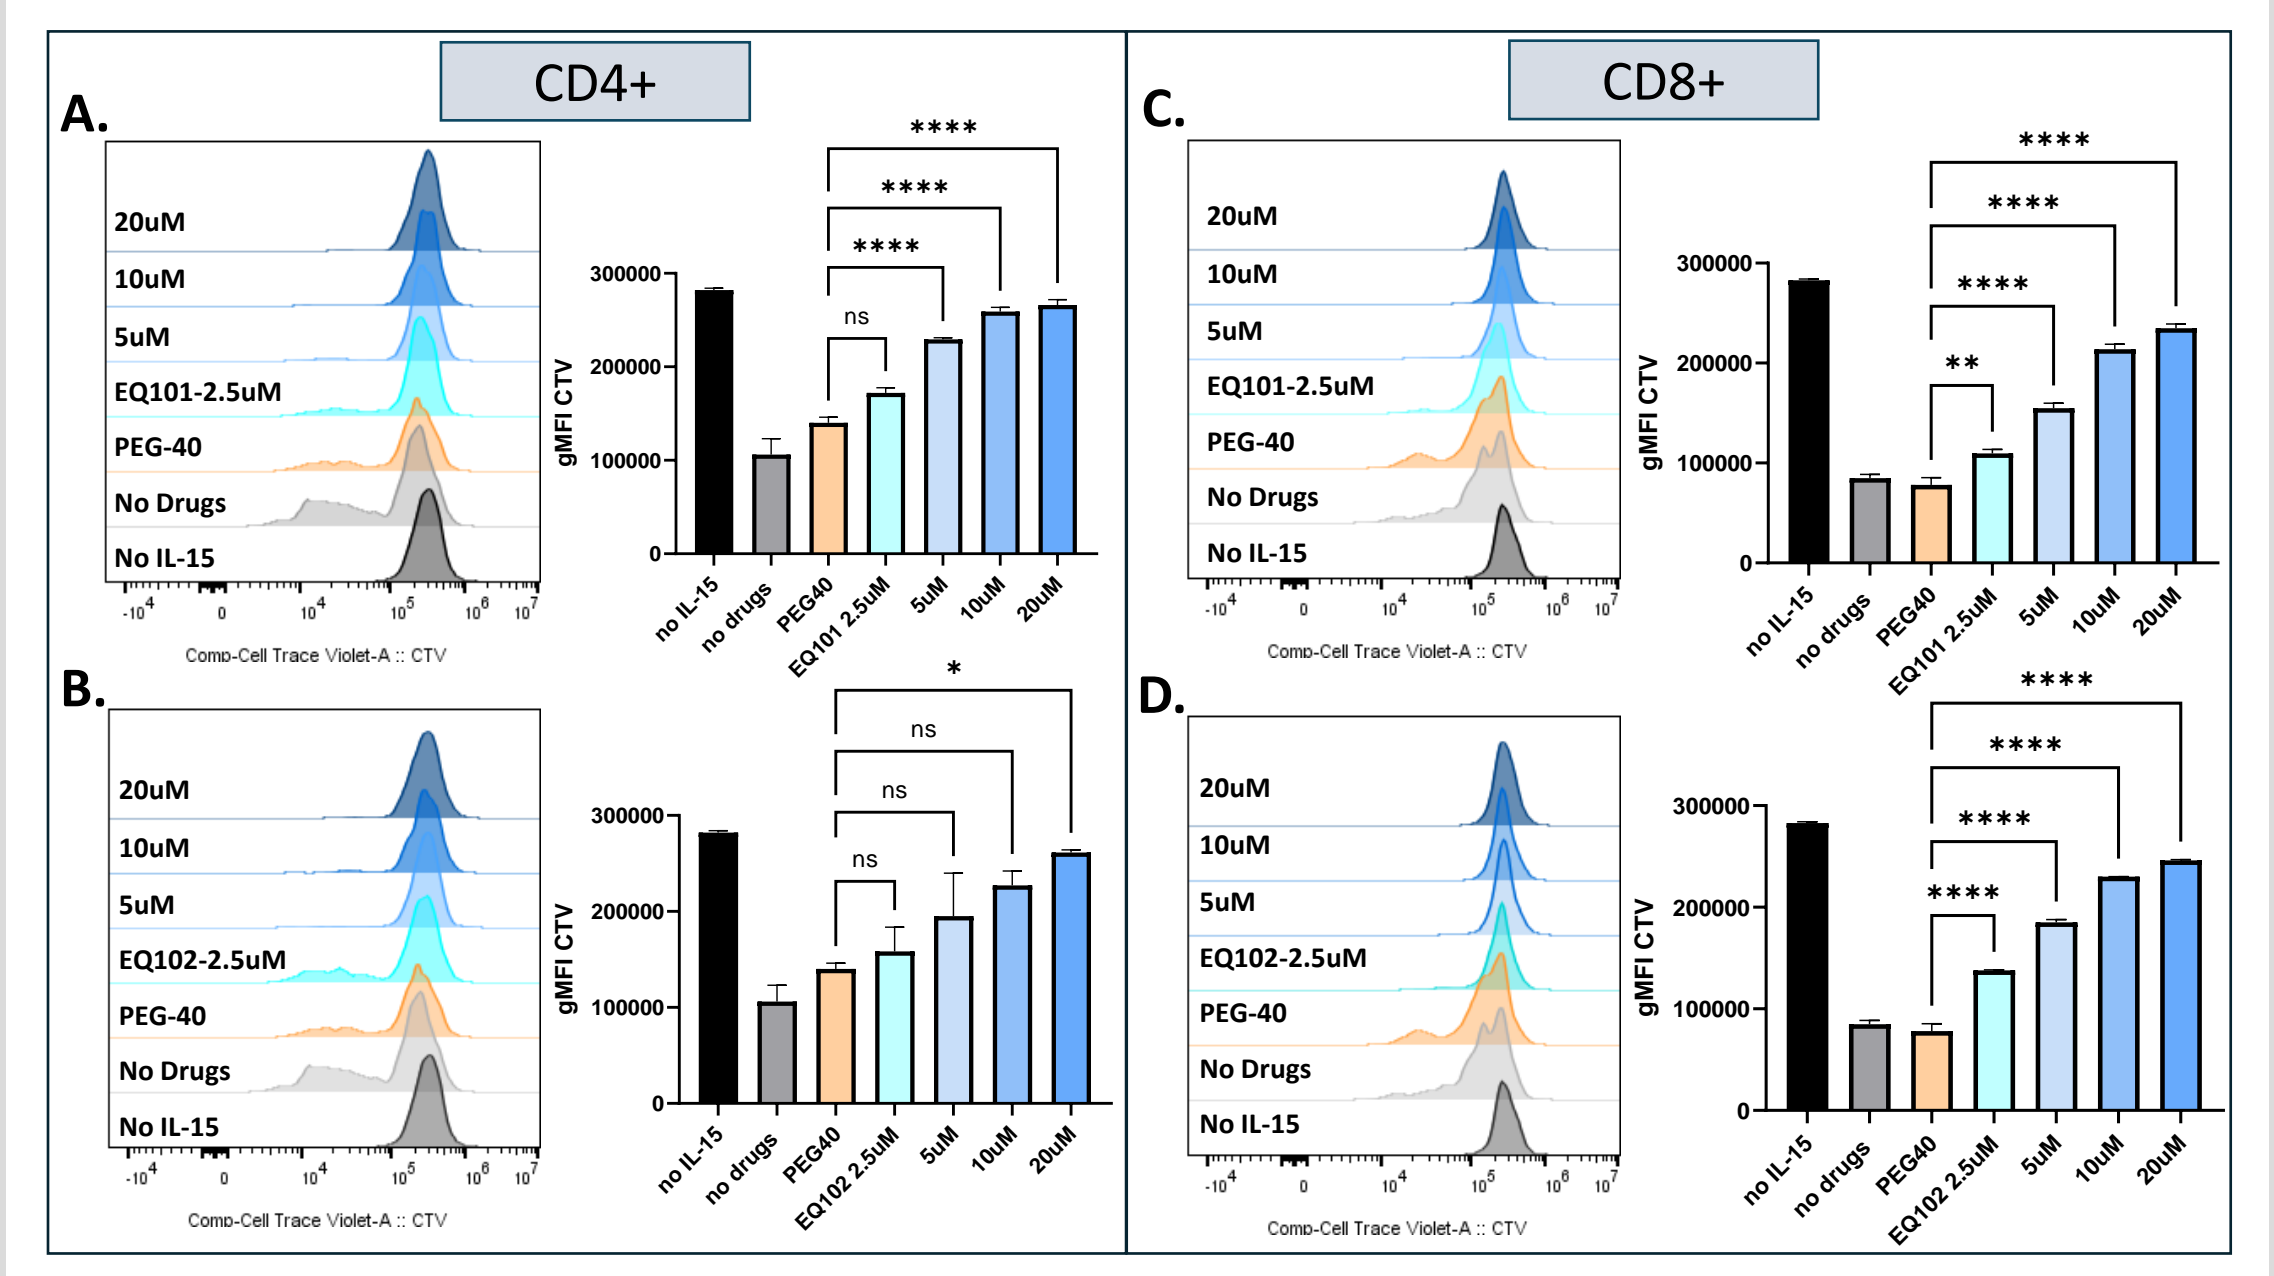 CD4+
A.
20uM
10uM
5uM
EQ101-2.5uM
PEG-40
No Drugs
No IL-15
-10^4 0 10^4 10^5 10^6 10^7
Comp-Cell Trace Violet-A :: CTV
****
****
****
ns
gMFI CTV
300000
200000
100000
0
no IL-15
no drugs
PEG40
EQ101 2.5uM
5uM
10uM
20uM
B.
20uM
10uM
5uM
EQ102-2.5uM
PEG-40
No Drugs
No IL-15
-10^4 0 10^4 10^5 10^6 10^7
Comp-Cell Trace Violet-A :: CTV
*
ns
ns
ns
gMFI CTV
300000
200000
100000
0
no IL-15
no drugs
PEG40
EQ102 2.5uM
5uM
10uM
20uM
CD8+
C.
20uM
10uM
5uM
EQ101-2.5uM
PEG-40
No Drugs
No IL-15
-10^4 0 10^4 10^5 10^6 10^7
Comp-Cell Trace Violet-A :: CTV
****
****
****
**
gMFI CTV
300000
200000
100000
0
no IL-15
no drugs
PEG40
EQ101 2.5uM
5uM
10uM
20uM
D.
20uM
10uM
5uM
EQ102-2.5uM
PEG-40
No Drugs
No IL-15
-10^4 0 10^4 10^5 10^6 10^7
Comp-Cell Trace Violet-A :: CTV
****
****
****
****
gMFI CTV
300000
200000
100000
0
no IL-15
no drugs
PEG40
EQ102 2.5uM
5uM
10uM
20uM